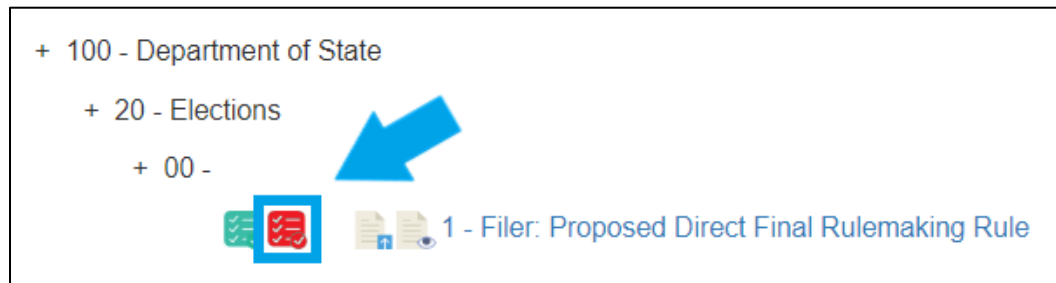 + 100 - Department of State
+ 20 - Elections
+ 00 -
1 - Filer: Proposed Direct Final Rulemaking Rule